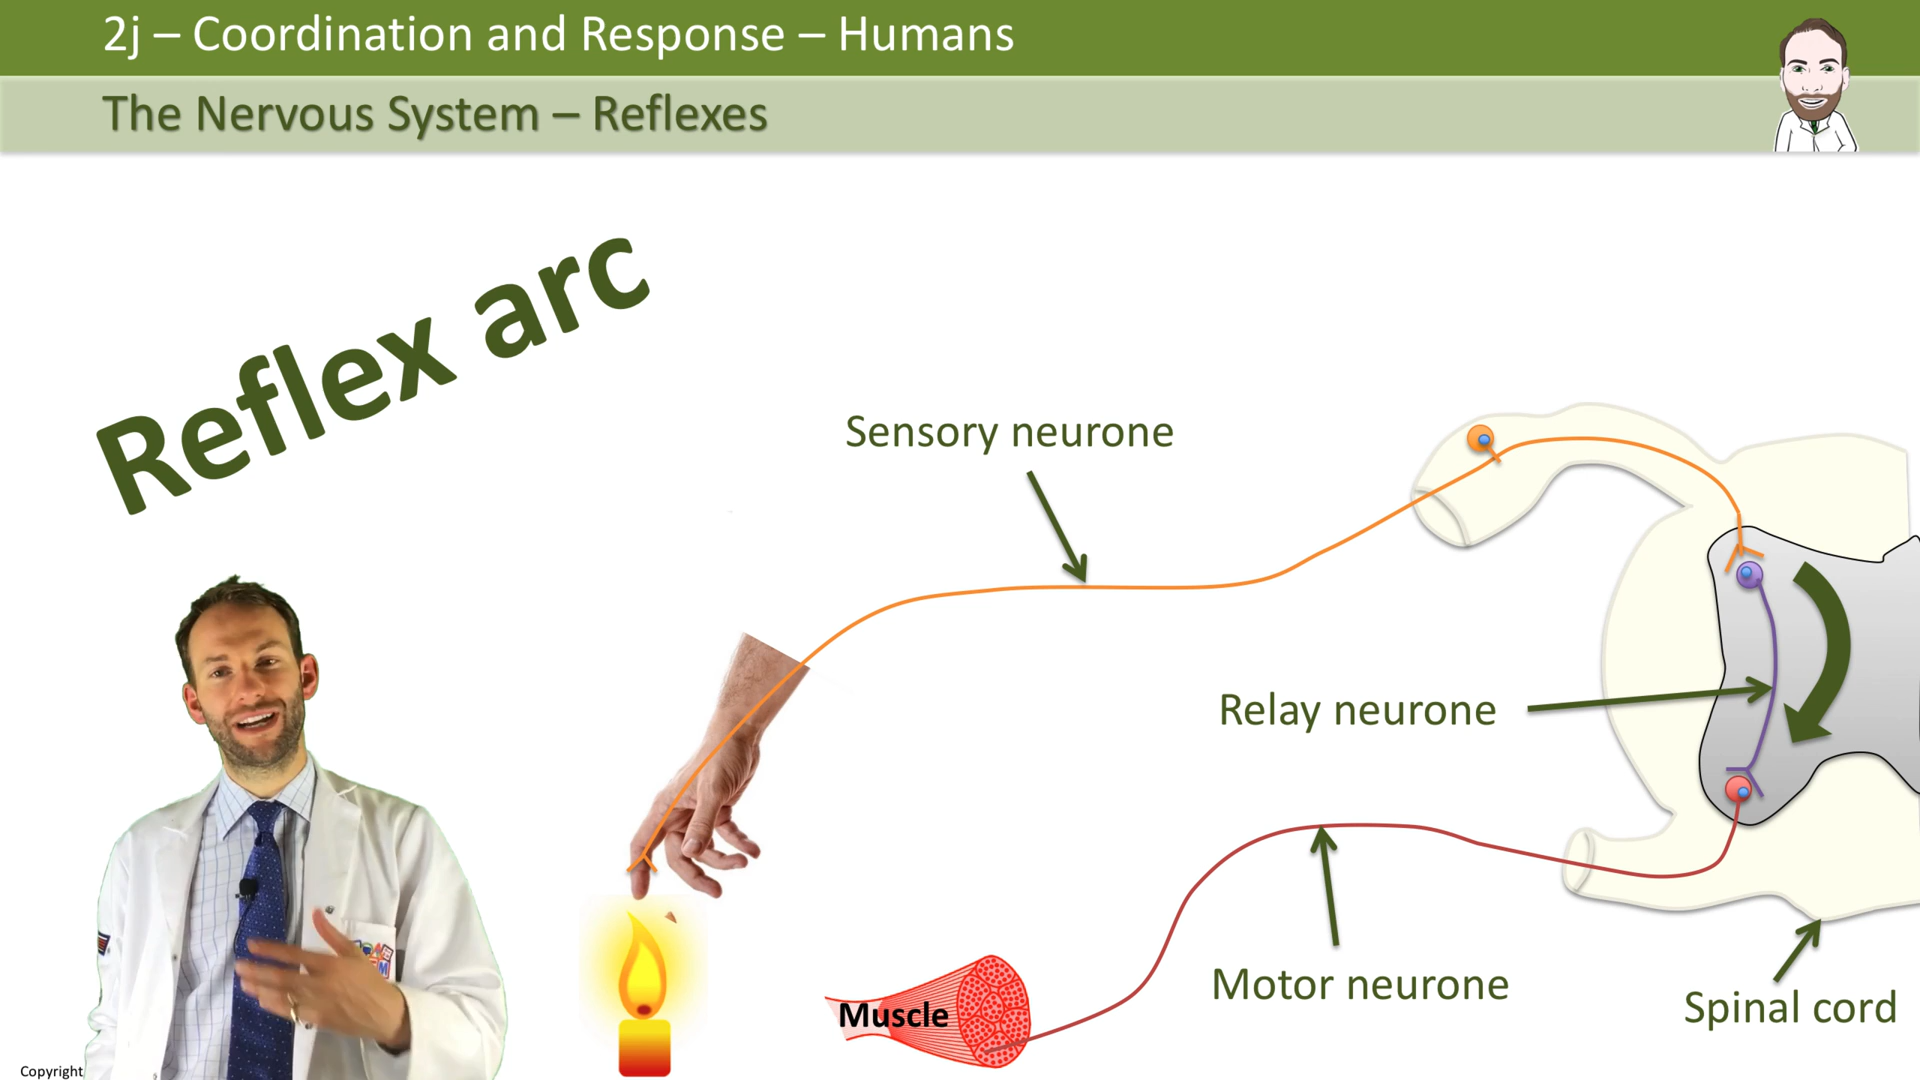 2j – Coordination and Response – Humans
The Nervous System – Reflexes
Reflex arc
Sensory neurone
Relay neurone
Motor neurone
Muscle
Spinal cord
Copyright